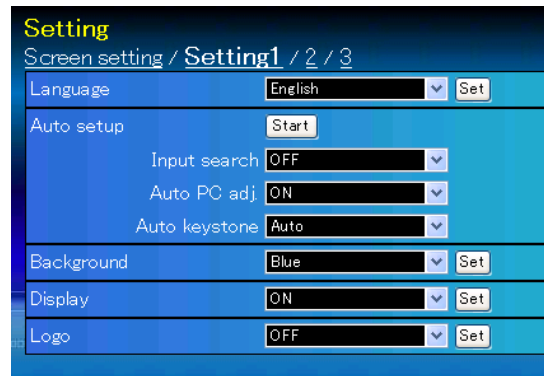 Setting
Screen setting / Setting1 / 2 / 3
Language English Set
Auto setup Start
Input search OFF
Auto PC adj. ON
Auto keystone Auto
Background Blue Set
Display ON Set
Logo OFF Set